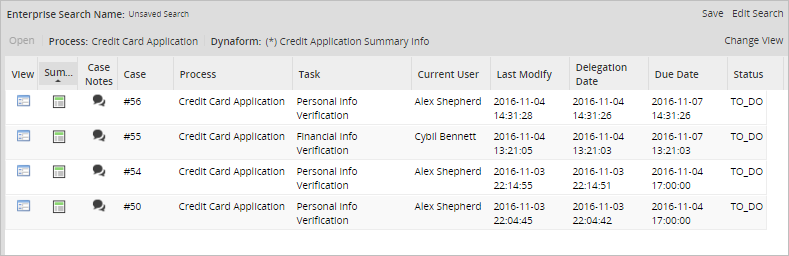 Enterprise Search Name: Unsaved Search Save Edit Search
Open Process: Credit Card Application Dynaform: (*) Credit Application Summary Info Change View
View Sum... Case Notes Case Process Task Current User Last Modify Delegation Date Due Date Status
#56 Credit Card Application Personal Info Alex Shepherd 2016-11-04 2016-11-04 2016-11-07 TO_DO
Verification 14:31:28 14:31:26 14:31:26
#55 Credit Card Application Financial Info Cybil Bennett 2016-11-04 2016-11-04 2016-11-07 TO_DO
Verification 13:21:05 13:21:03 13:21:03
#54 Credit Card Application Personal Info Alex Shepherd 2016-11-03 2016-11-03 2016-11-04 TO_DO
Verification 22:14:55 22:14:51 17:00:00
#50 Credit Card Application Personal Info Alex Shepherd 2016-11-03 2016-11-03 2016-11-04 TO_DO
Verification 22:04:45 22:04:42 17:00:00